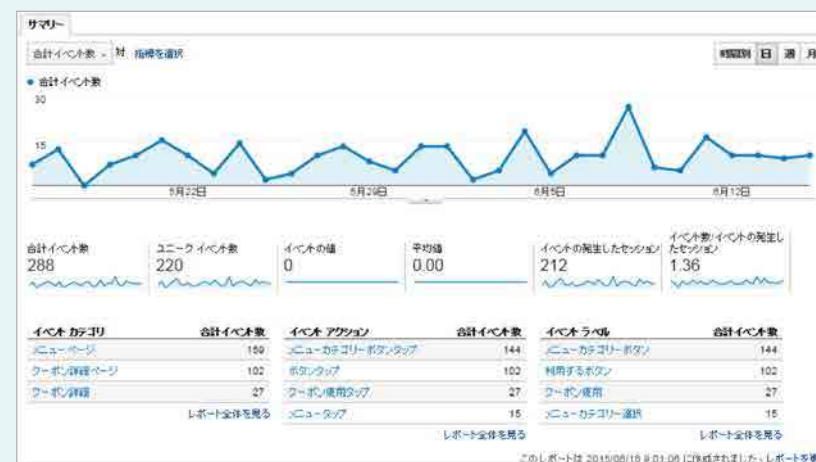 サマリー
合計イベント数 対 指標を選択
時間別 日 週 月
合計イベント数
30
15
5月22日 5月29日 6月5日 6月12日
合計イベント数
288
ユニーク イベント数
220
イベントの値
0
平均値
0.00
イベントの発生したセッション
212
イベント数/イベントの発生し
たセッション
1.36
イベント カテゴリ 合計イベント数
メニューページ 159
クーポン詳細ページ 102
クーポン詳細 27
レポート全体を見る
イベント アクション 合計イベント数
メニューカテゴリーボタンタップ 144
ボタンタップ 102
クーポン使用タップ 27
メニュータップ 15
レポート全体を見る
イベント ラベル 合計イベント数
メニューカテゴリーボタン 144
利用するボタン 102
クーポン使用 27
メニューカテゴリー選択 15
レポート全体を見る
このレポートは 2015/06/16 9:01:06 に作成されました - レポートを更